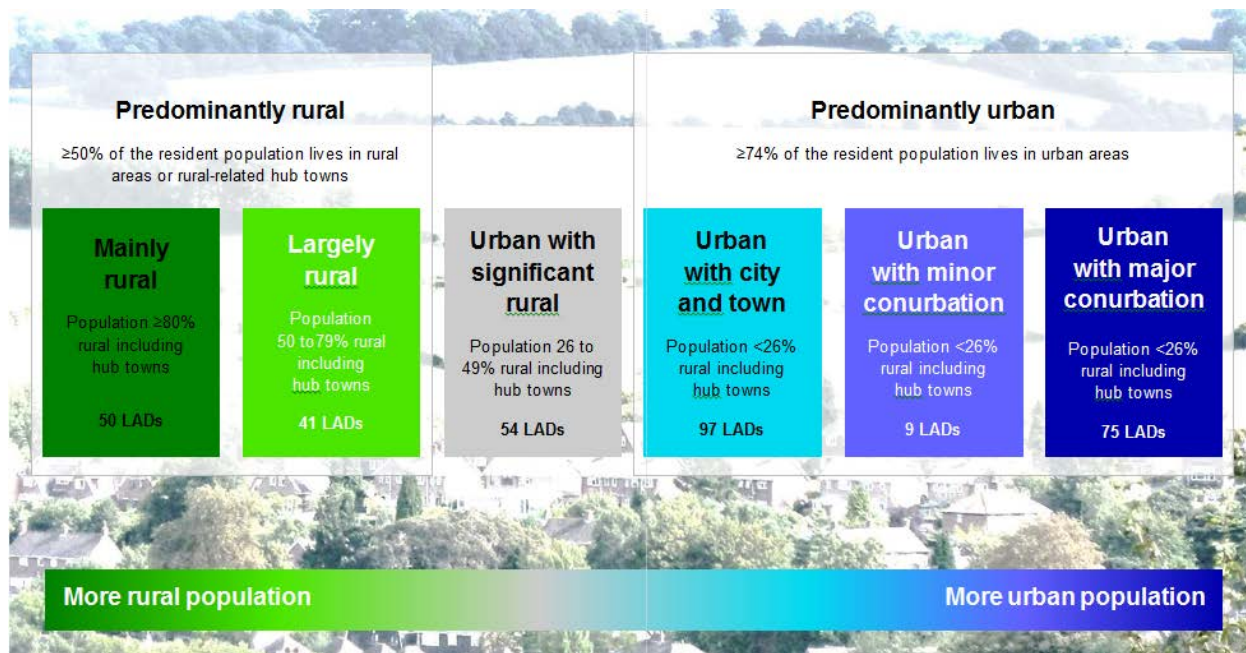 Predominantly rural
≥50% of the resident population lives in rural
areas or rural-related hub towns
Predominantly urban
≥74% of the resident population lives in urban areas
Mainly
rural
Population ≥80%
rural including
hub towns
50 LADs
Largely
rural
Population
50 to79% rural
including
hub towns
41 LADs
Urban with
significant
rural
Population 26 to
49% rural including
hub towns
54 LADs
Urban
with city
and town
Population <26%
rural including
hub towns
97 LADs
Urban
with minor
conurbation
Population <26%
rural including
hub towns
9 LADs
Urban
with major
conurbation
Population <26%
rural including
hub towns
75 LADs
More rural population
More urban population